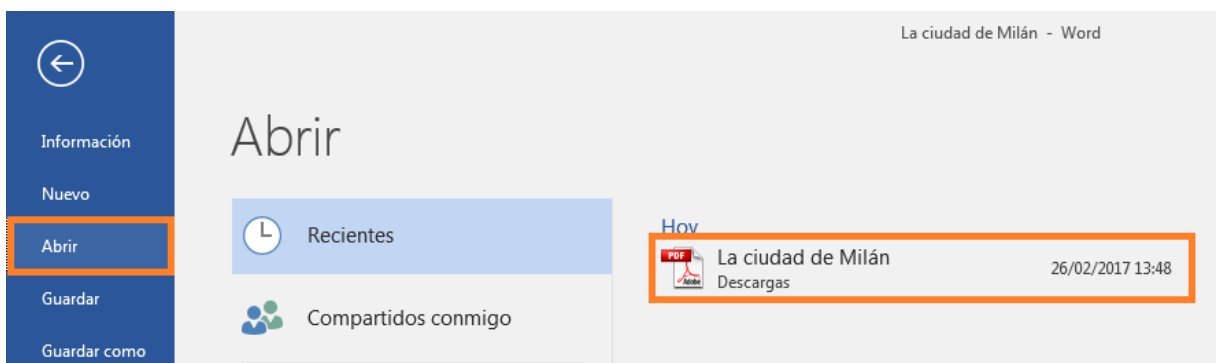 La ciudad de Milán - Word
Información
Nuevo
Abrir
Guardar
Guardar como
Abrir
Recientes
Compartidos conmigo
Hoy
PDF
Adobe
La ciudad de Milán
Descargas
26/02/2017 13:48